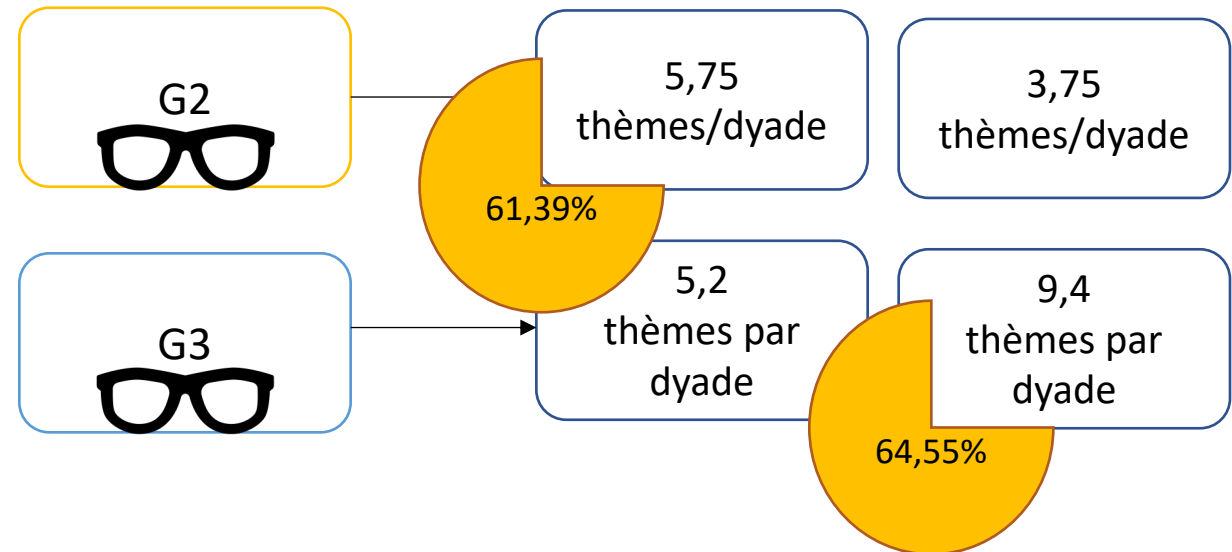 G2
5,75
thèmes/dyade
3,75
thèmes/dyade
61,39%
G3
5,2
thèmes par
dyade
9,4
thèmes par
dyade
64,55%